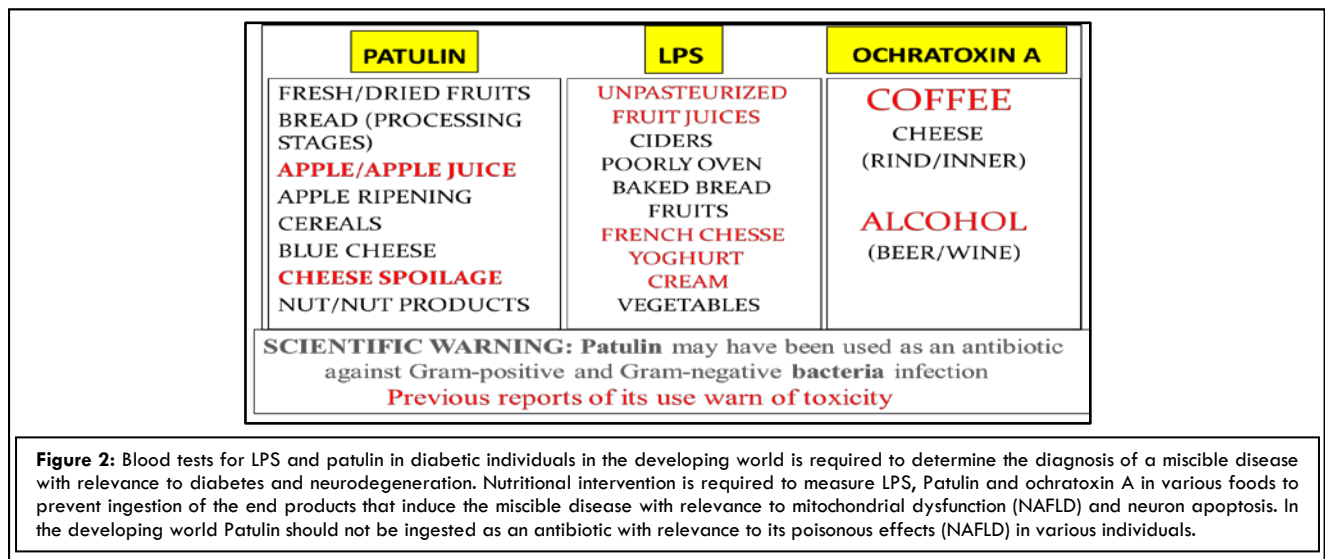 PATULIN
FRESH/DRIED FRUITS
BREAD (PROCESSING
STAGES)
APPLE/APPLE JUICE
APPLE RIPENING
CEREALS
BLUE CHEESE
CHEESE SPOILAGE
NUT/NUT PRODUCTS
LPS
UNPASTEURIZED
FRUIT JUICES
CIDERS
POORLY OVEN
BAKED BREAD
FRUITS
FRENCH CHESSE
YOGHURT
CREAM
VEGETABLES
OCHRATOXIN A
COFFEE
CHEESE
(RIND/INNER)
ALCOHOL
(BEER/WINE)
SCIENTIFIC WARNING: Patulin may have been used as an antibiotic
against Gram-positive and Gram-negative bacteria infection
Previous reports of its use warn of toxicity
Figure 2: Blood tests for LPS and patulin in diabetic individuals in the developing world is required to determine the diagnosis of a miscible disease
with relevance to diabetes and neurodegeneration. Nutritional intervention is required to measure LPS, Patulin and ochratoxin A in various foods to
prevent ingestion of the end products that induce the miscible disease with relevance to mitochondrial dysfunction (NAFLD) and neuron apoptosis. In
the developing world Patulin should not be ingested as an antibiotic with relevance to its poisonous effects (NAFLD) in various individuals.